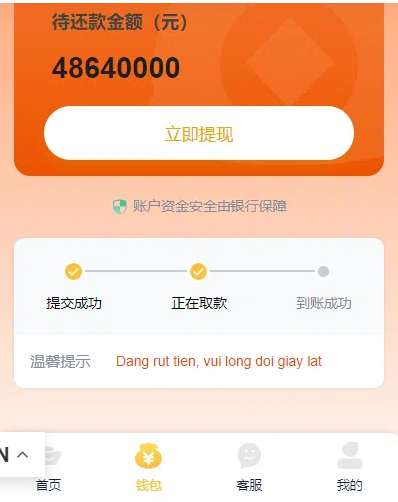 待还款金额（元）
48640000
立即提现
账户资金安全由银行保障
提交成功 正在取款 到账成功
温馨提示 Dang rut tien, vui long doi giay lat
N
首页 钱包 客服 我的